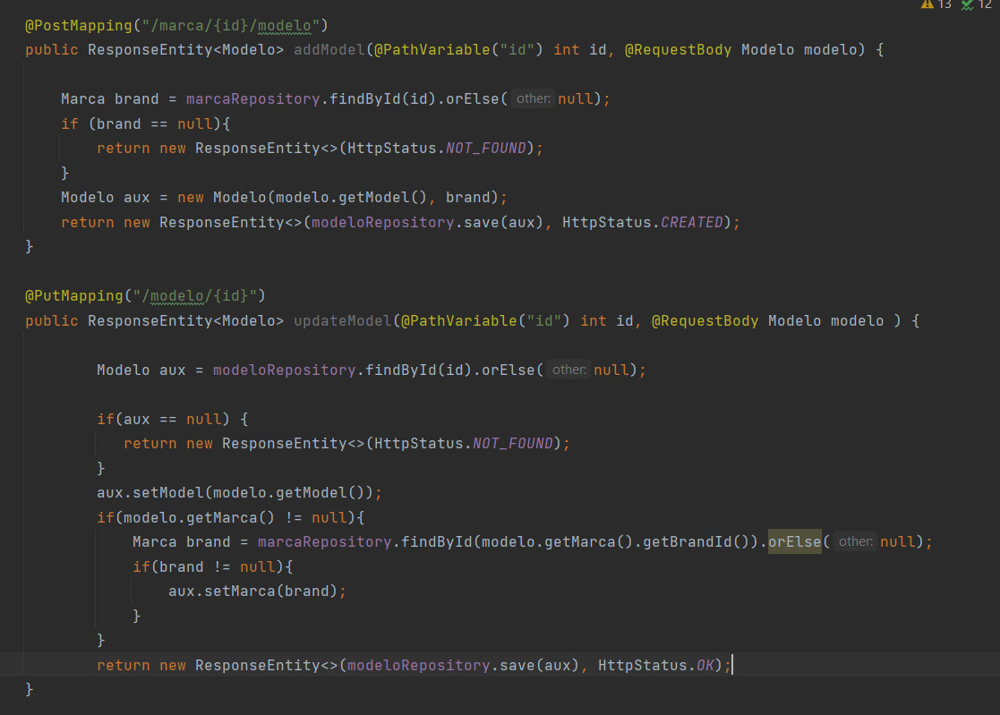 13 12
@PostMapping("/marca/{id}/modelo")
public ResponseEntity<Modelo> addModel(@PathVariable("id") int id, @RequestBody Modelo modelo) {
Marca brand = marcaRepository.findById(id).orElse( other: null);
if (brand == null){
return new ResponseEntity<>(HttpStatus.NOT_FOUND);
}
Modelo aux = new Modelo(modelo.getModel(), brand);
return new ResponseEntity<>(modeloRepository.save(aux), HttpStatus.CREATED);
}
@PutMapping("/modelo/{id}")
public ResponseEntity<Modelo> updateModel(@PathVariable("id") int id, @RequestBody Modelo modelo ) {
Modelo aux = modeloRepository.findById(id).orElse( other: null);
if(aux == null) {
return new ResponseEntity<>(HttpStatus.NOT_FOUND);
}
aux.setModel(modelo.getModel());
if(modelo.getMarca() != null){
Marca brand = marcaRepository.findById(modelo.getMarca().getBrandId()).orElse( other: null);
if(brand != null){
aux.setMarca(brand);
}
}
return new ResponseEntity<>(modeloRepository.save(aux), HttpStatus.OK);
}